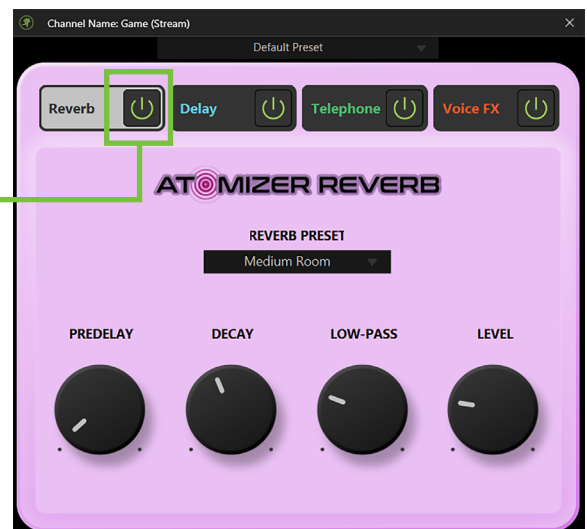 Channel Name: Game (Stream)
Default Preset
Reverb Delay Telephone Voice FX
ATOMIZER REVERB
REVERB PRESET
Medium Room
PREDELAY DECAY LOW-PASS LEVEL